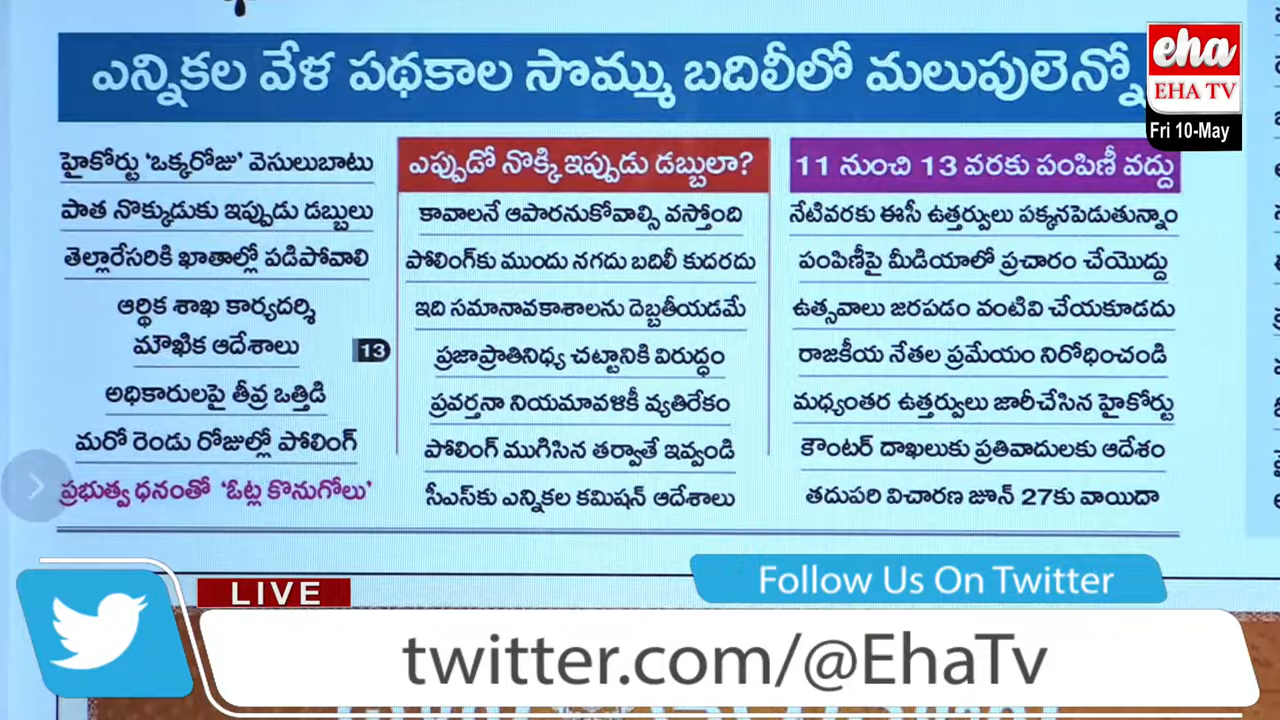 ఎన్నికల వేళ పథకాల సొమ్ము బదిలీలో మలుపులెన్నో
eha
EHA TV
Fri 10-May
హైకోర్టు ‘ఒక్కరోజు’ వెసులుబాటు
పాత నొక్కుడుకు ఇప్పుడు డబ్బులు
తెల్లారేసరికి ఖాతాల్లో పడిపోవాలి
ఆర్థిక శాఖ కార్యదర్శి
మౌఖిక ఆదేశాలు
13
అధికారులపై తీవ్ర ఒత్తిడి
మరో రెండు రోజుల్లో పోలింగ్
ప్రభుత్వ ధనంతో ‘ఓట్ల కొనుగోలు’
ఎప్పుడో నొక్కి ఇప్పుడు డబ్బులా?
కావాలనే ఆపారనుకోవాల్సి వస్తోంది
పోలింగ్‌కు ముందు నగదు బదిలీ కుదరదు
ఇది సమానావకాశాలను దెబ్బతీయడమే
ప్రజాప్రాతినిధ్య చట్టానికి విరుద్ధం
ప్రవర్తనా నియమావళికీ వ్యతిరేకం
పోలింగ్ ముగిసిన తర్వాతే ఇవ్వండి
సీఎస్‌కు ఎన్నికల కమిషన్ ఆదేశాలు
11 నుంచి 13 వరకు పంపిణీ వద్దు
నేటివరకు ఈసీ ఉత్తర్వులు పక్కనపెడుతున్నాం
పంపిణీపై మీడియాలో ప్రచారం చేయొద్దు
ఉత్సవాలు జరపడం వంటివి చేయకూడదు
రాజకీయ నేతల ప్రమేయం నిరోధించండి
మధ్యంతర ఉత్తర్వులు జారీచేసిన హైకోర్టు
కౌంటర్ దాఖలుకు ప్రతివాదులకు ఆదేశం
తదుపరి విచారణ జూన్ 27కు వాయిదా
Follow Us On Twitter
LIVE
twitter.com/@EhaTv